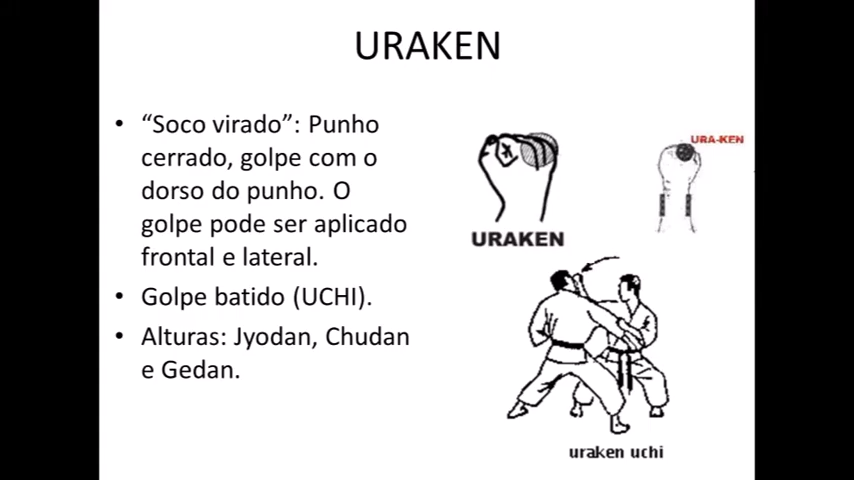 URAKEN
• “Soco virado”: Punho
cerrado, golpe com o
dorso do punho. O
golpe pode ser aplicado
frontal e lateral.
• Golpe batido (UCHI).
• Alturas: Jyodan, Chudan
e Gedan.
URA-KEN
URAKEN
uraken uchi